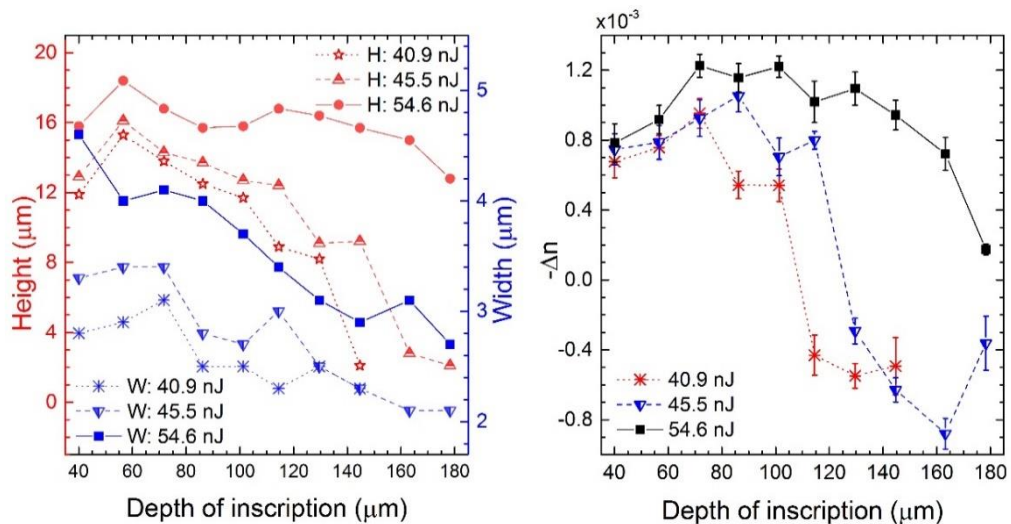 20
16
12
8
4
0
Height (μm)
H: 40.9 nJ
H: 45.5 nJ
H: 54.6 nJ
W: 40.9 nJ
W: 45.5 nJ
W: 54.6 nJ
5
4
3
2
Width (μm)
40 60 80 100 120 140 160 180
Depth of inscription (μm)
x10⁻³
1.2
0.8
0.4
0.0
-0.4
-0.8
-Δn
40.9 nJ
45.5 nJ
54.6 nJ
40 60 80 100 120 140 160 180
Depth of inscription (μm)